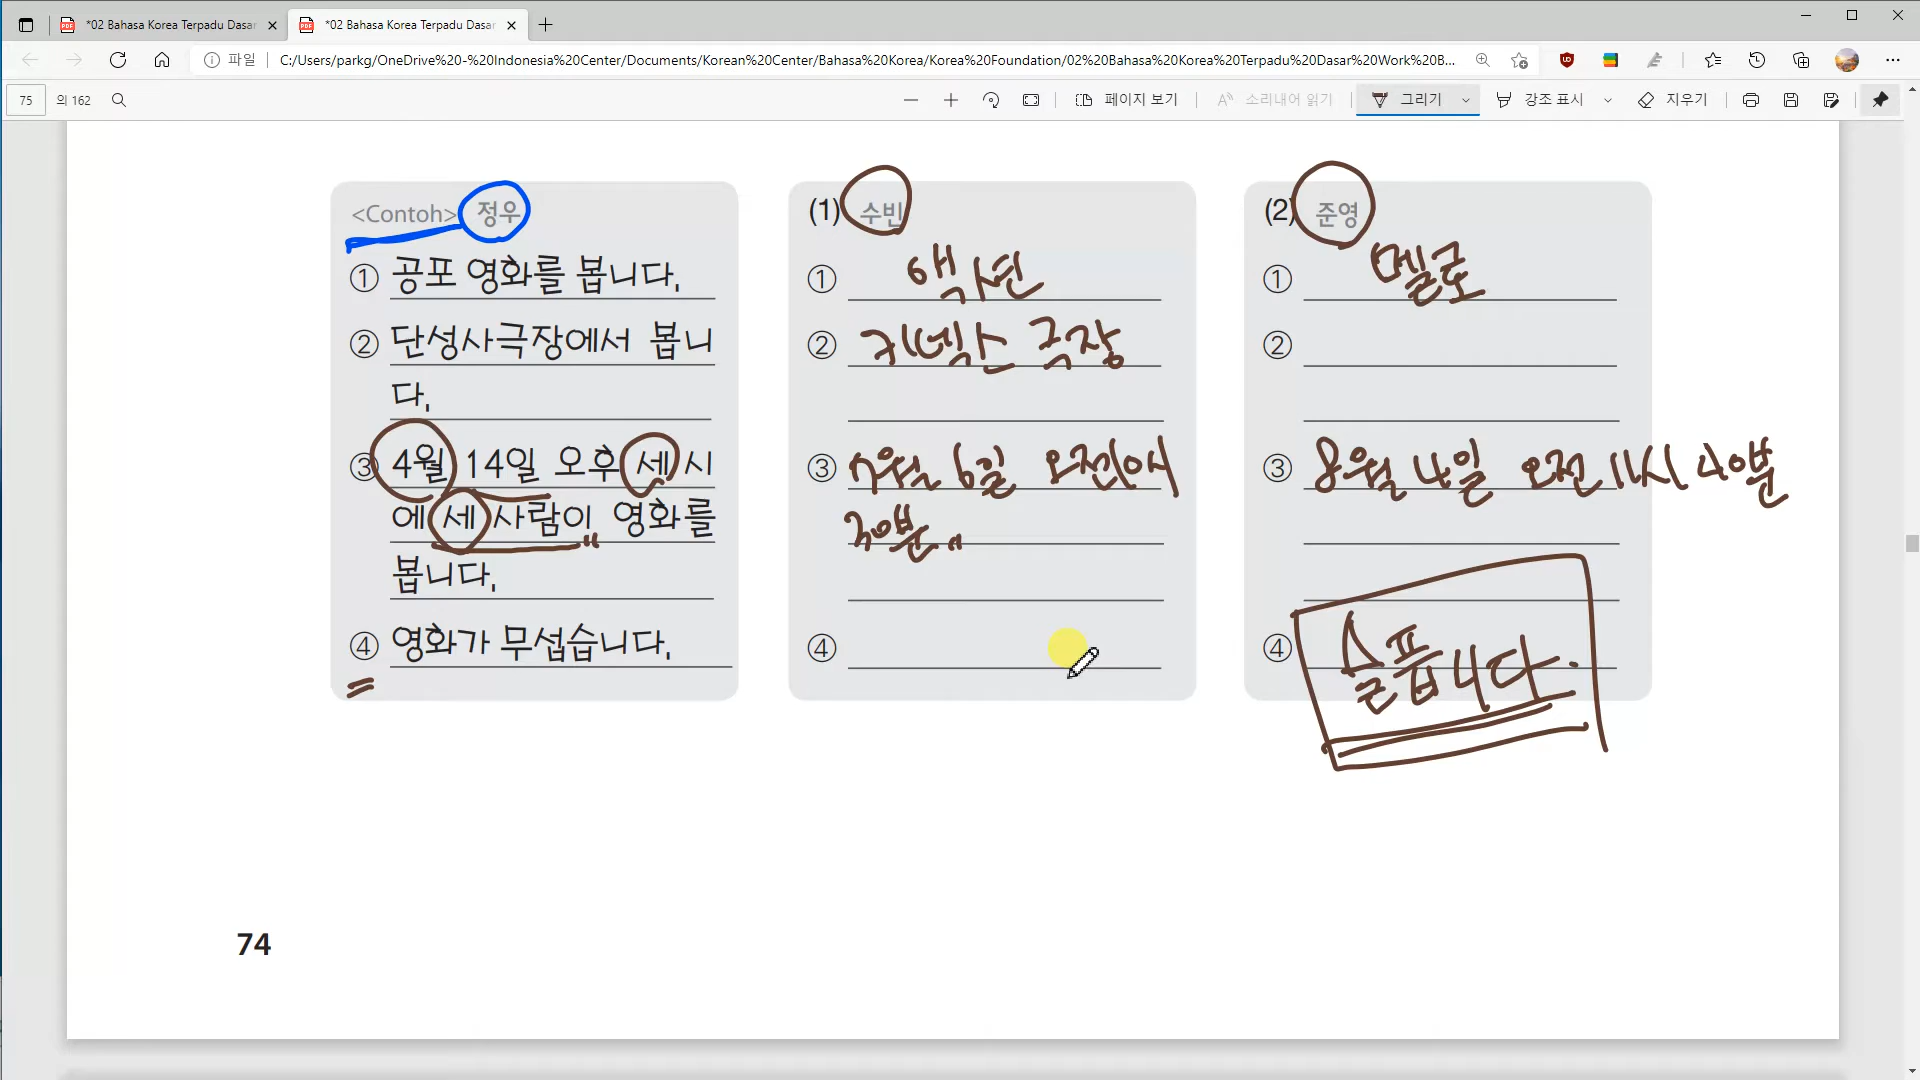 *02 Bahasa Korea Terpadu Dasar
*02 Bahasa Korea Terpadu Dasar
파일
C:/Users/parkg/OneDrive%20-%20Indonesia%20Center/Documents/Korean%20Center/Bahasa%20Korea/Korea%20Foundation/02%20Bahasa%20Korea%20Terpadu%20Dasar%20Work%20B...
75 의 162
페이지 보기
소리내어 읽기
그리기
강조 표시
지우기
<Contoh> 정우
① 공포 영화를 봅니다.
② 단성사극장에서 봅니
다.
③ 4월 14일 오후 세 시
에 세 사람이 영화를
봅니다.
④ 영화가 무섭습니다.
(1) 수빈
① 액션
② 키넥스 극장
③ 7월 6일 오전
30분
④
(2) 준영
① 멜로
②
③ 8월 4일 오전 11시 40분
④ 슬픕니다.
74